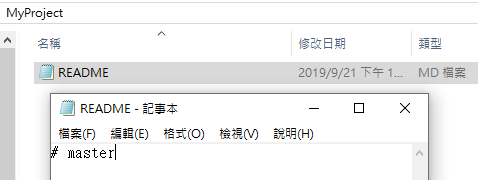 MyProject
名稱 修改日期 類型
README 2019/9/21 下午 1... MD 檔案
README - 記事本
檔案(F) 編輯(E) 格式(O) 檢視(V) 說明(H)
# master